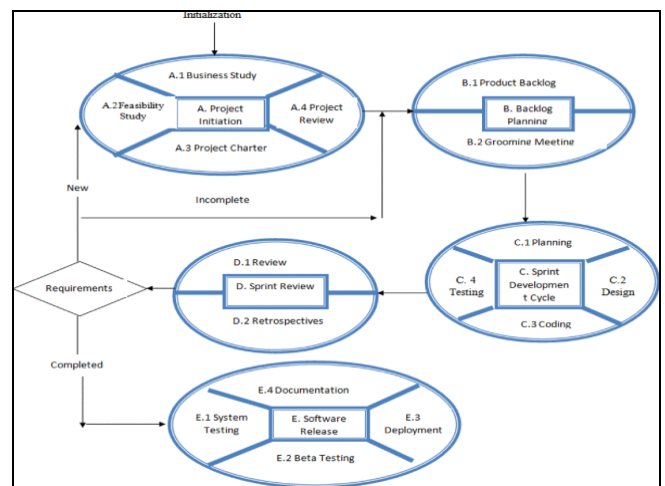 Initialization
A.1 Business Study
A.2Feasibility
Study
A. Project
Initiation
A.4 Project
Review
A.3 Project Charter
B.1 Product Backlog
B. Backlog
Planning
B.2 Groomine Meeting
New
Incomplete
C.1 Planning
C. 4
Testing
C. Sprint
Developmen
t Cycle
C.2
Design
C.3 Coding
D.1 Review
D. Sprint Review
D.2 Retrospectives
Requirements
Completed
E.4 Documentation
E.1 System
Testing
E. Software
Release
E.3
Deployment
E.2 Beta Testing